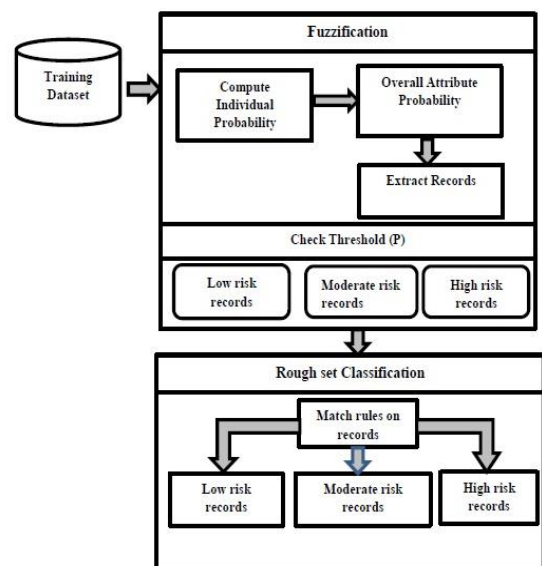 Fuzzification
Training
Dataset
Compute
Individual
Probability
Overall Attribute
Probability
Extract Records
Check Threshold (P)
Low risk
records
Moderate risk
records
High risk
records
Rough set Classification
Match rules on
records
Low risk
records
Moderate risk
records
High risk
records